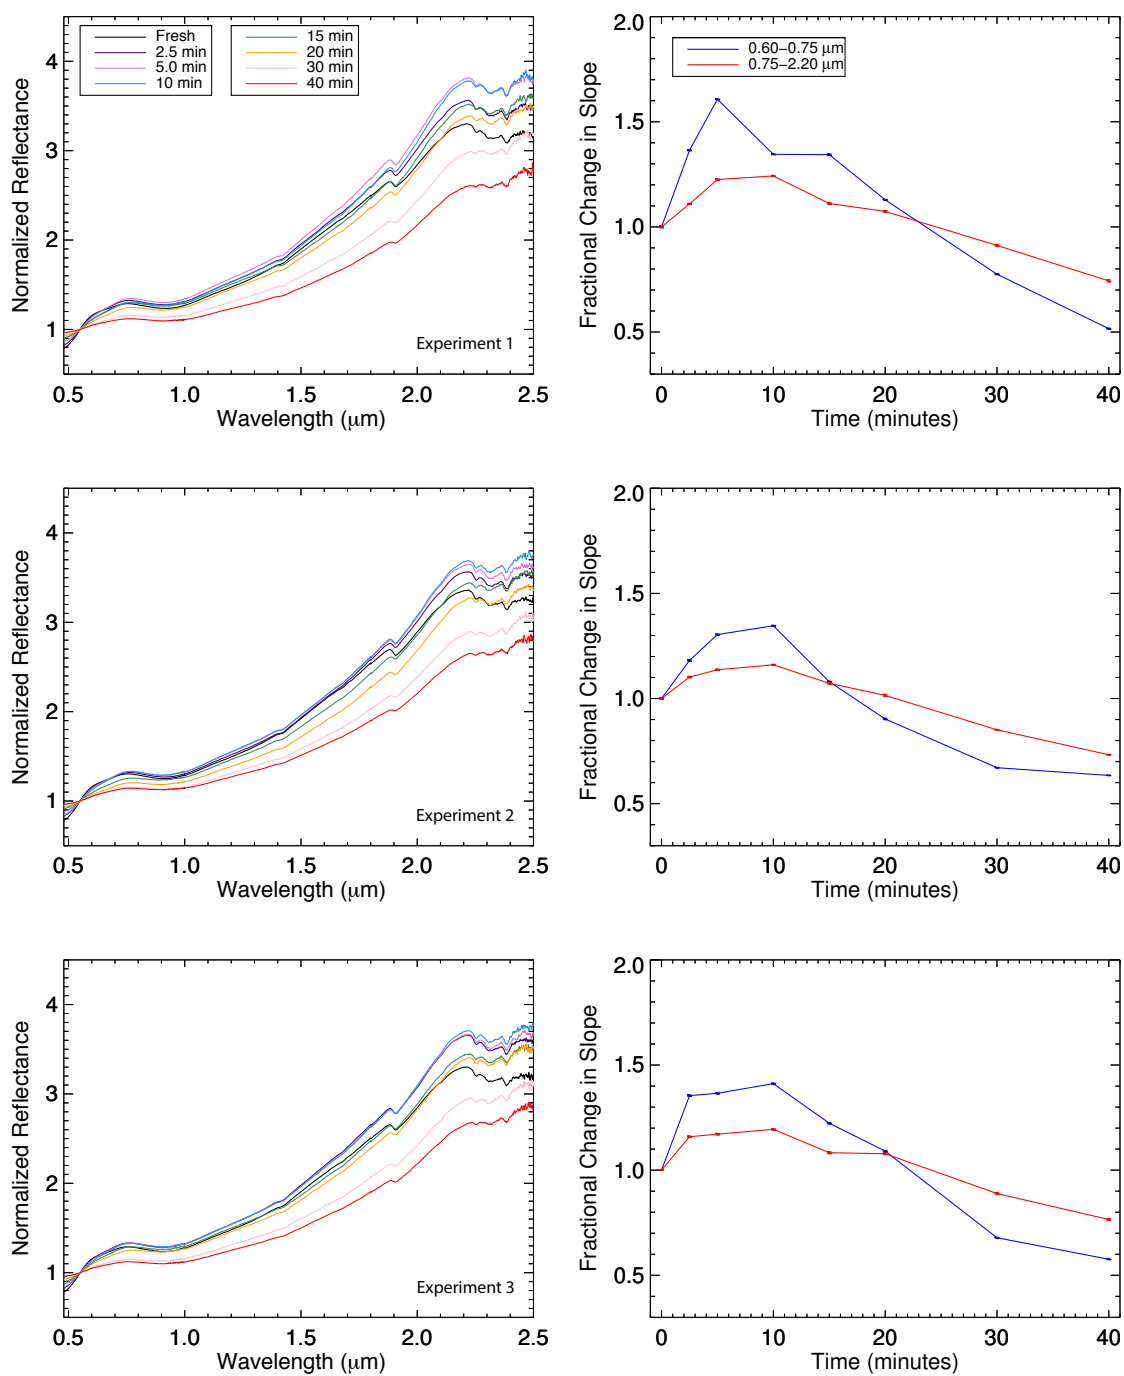 Fresh
2.5 min
5.0 min
10 min
15 min
20 min
30 min
40 min
4
3
2
1
Normalized Reflectance
Experiment 1
0.5 1.0 1.5 2.0 2.5
Wavelength (μm)
0.60−0.75 μm
0.75−2.20 μm
2.0
1.5
1.0
0.5
Fractional Change in Slope
0 10 20 30 40
Time (minutes)
4
3
2
1
Normalized Reflectance
Experiment 2
0.5 1.0 1.5 2.0 2.5
Wavelength (μm)
2.0
1.5
1.0
0.5
Fractional Change in Slope
0 10 20 30 40
Time (minutes)
4
3
2
1
Normalized Reflectance
Experiment 3
0.5 1.0 1.5 2.0 2.5
Wavelength (μm)
2.0
1.5
1.0
0.5
Fractional Change in Slope
0 10 20 30 40
Time (minutes)